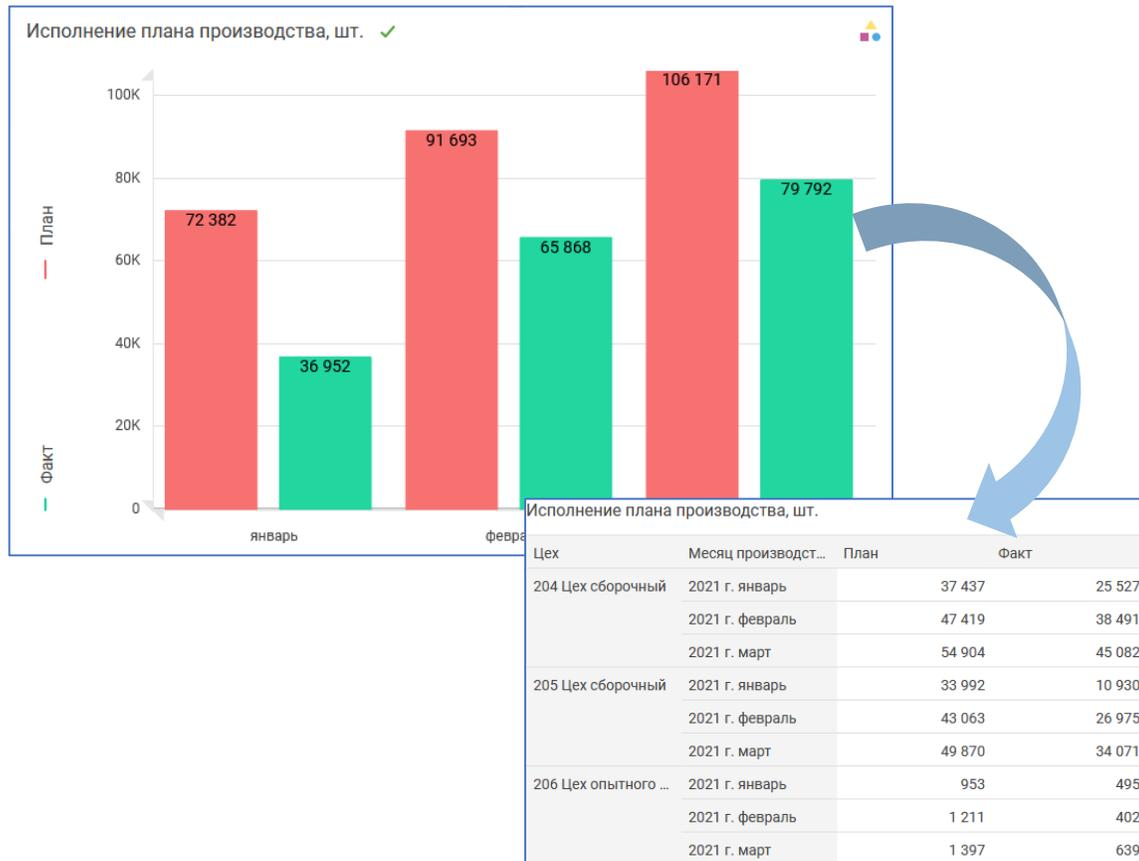 Исполнение плана производства, шт.
100K
80K
60K
40K
20K
0
План
Факт
72 382
36 952
91 693
65 868
106 171
79 792
январь
февра
Исполнение плана производства, шт.
Цех Месяц производст... План Факт
204 Цех сборочный 2021 г. январь 37 437 25 527
2021 г. февраль 47 419 38 491
2021 г. март 54 904 45 082
205 Цех сборочный 2021 г. январь 33 992 10 930
2021 г. февраль 43 063 26 975
2021 г. март 49 870 34 071
206 Цех опытного ... 2021 г. январь 953 495
2021 г. февраль 1 211 402
2021 г. март 1 397 639